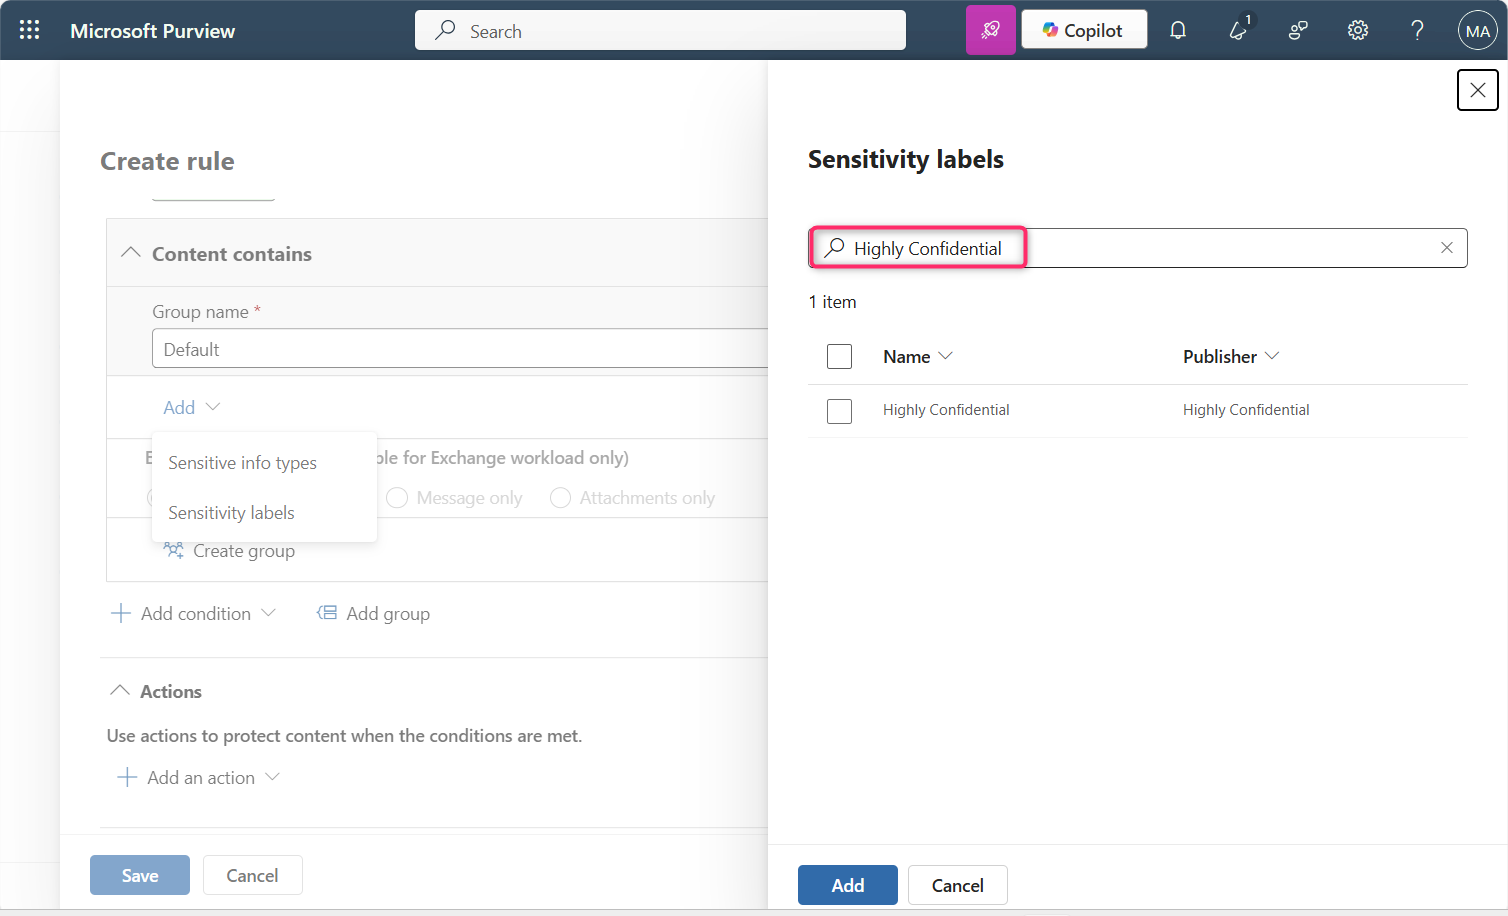 Microsoft Purview
Search
Copilot
1
?
MA
Create rule
Content contains
Group name *
Default
Add
Sensitive info types
Sensitivity labels
ble for Exchange workload only)
Message only
Attachments only
Create group
Add condition
Add group
Actions
Use actions to protect content when the conditions are met.
Add an action
Save
Cancel
Sensitivity labels
Highly Confidential
1 item
Name
Publisher
Highly Confidential
Highly Confidential
Add
Cancel